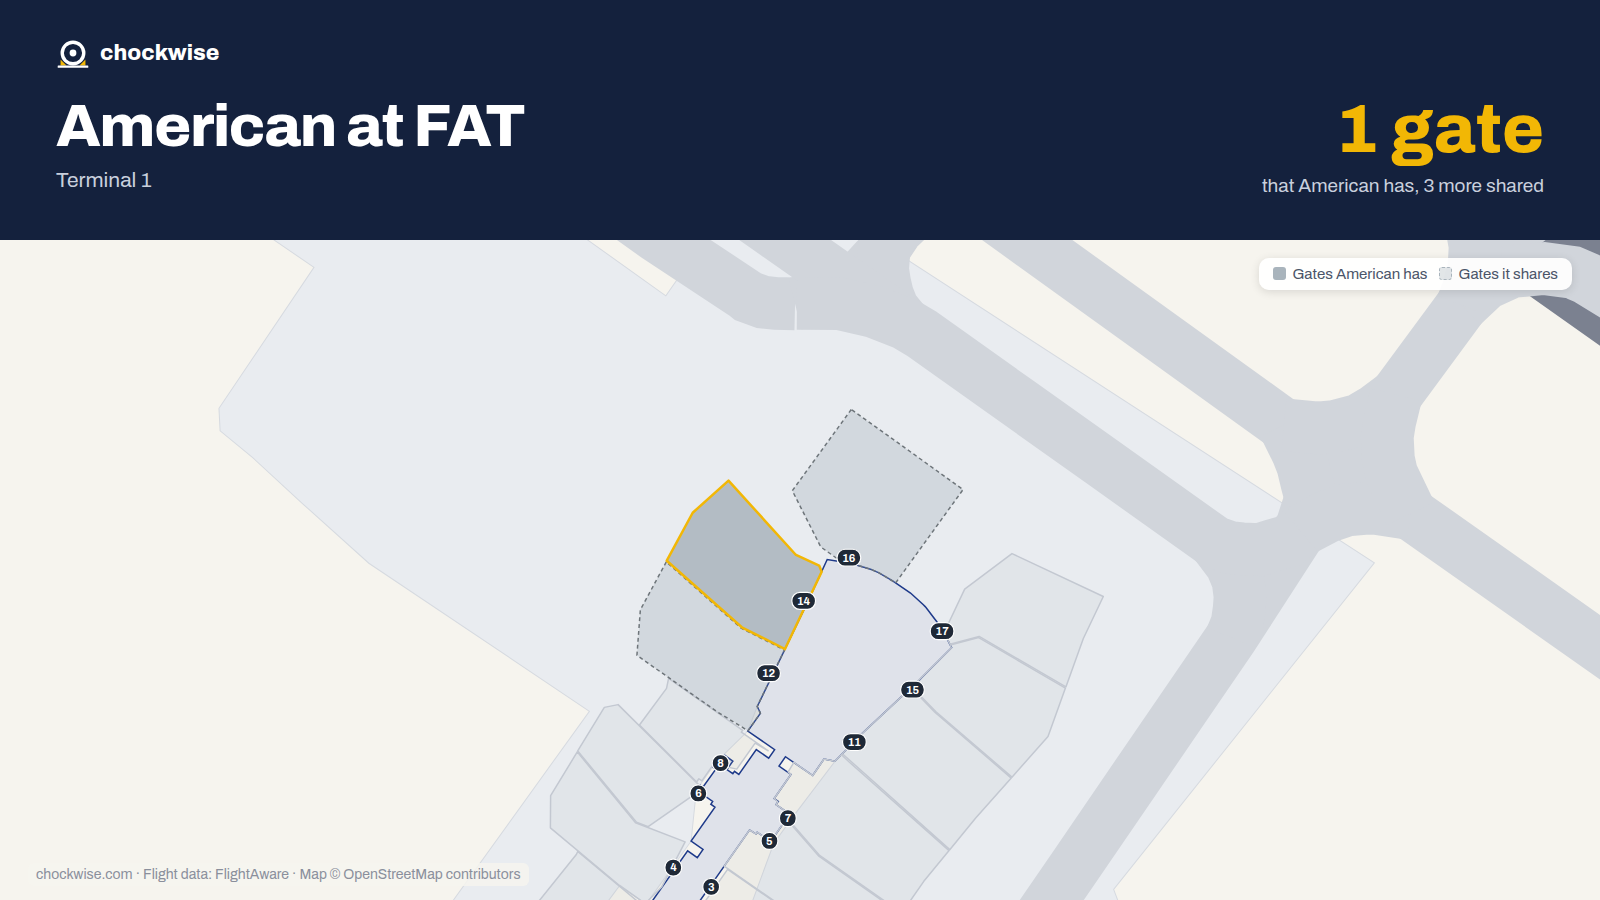 chockwise
American at FAT
Terminal 1
1 gate
that American has, 3 more shared
Gates American has
Gates it shares
16
14
17
12
15
11
8
6
7
5
4
3
chockwise.com · Flight data: FlightAware · Map © OpenStreetMap contributors